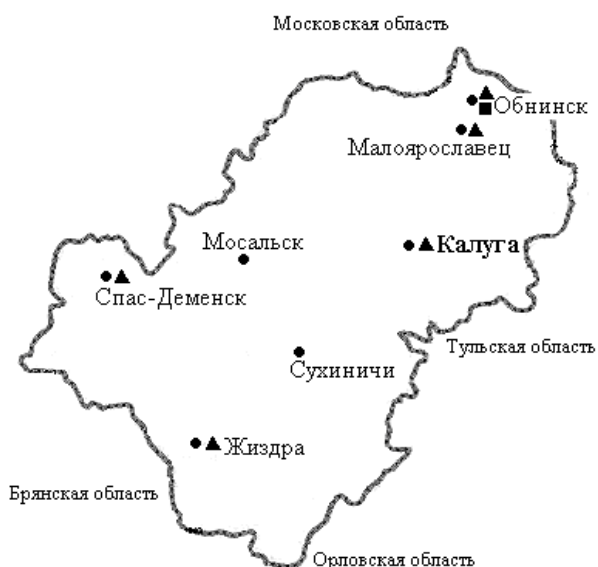 Московская область
Обнинск
Малоярославец
Мосальск
Калуга
Спас-Деменск
Тульская область
Сухиничи
Жиздра
Брянская область
Орловская область